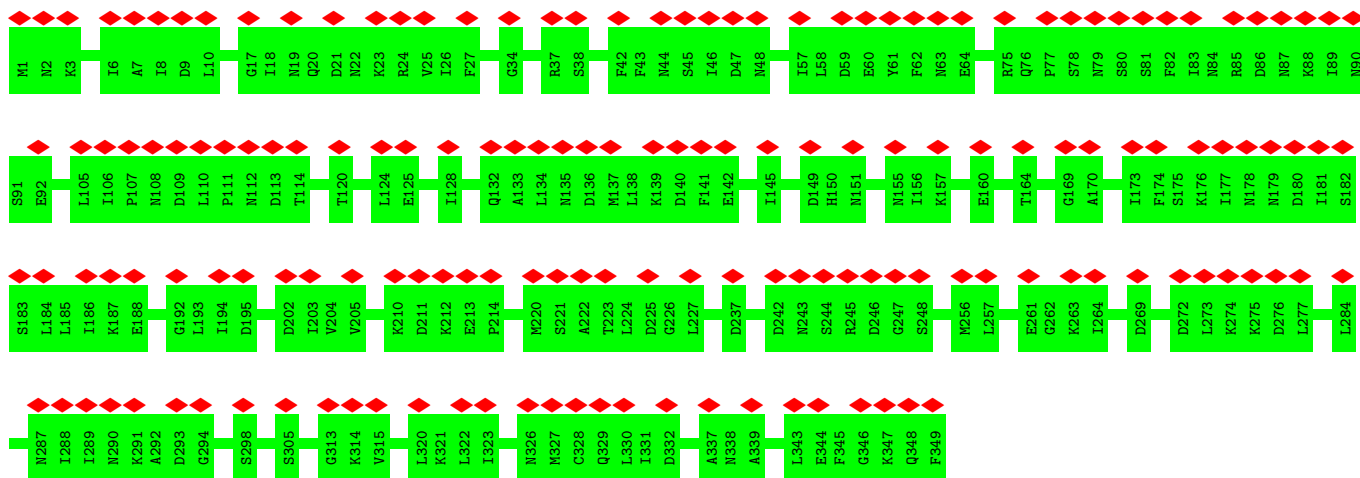 M1 N2 K3 I6 A7 I8 D9 L10 G17 I18 N19 Q20 D21 N22 K23 R24 V25 I26 F27 G34 R37 S38 F42 F43 N44 S45 I46 D47 N48 I57 L58 D59 E60 Y61 F62 N63 E64 R75 Q76 P77 S78 N79 S80 S81 F82 I83 N84 R85 D86 N87 K88 I89 N90
S91 E92 L105 I106 P107 N108 D109 L110 P111 N112 D113 T114 T120 L124 E125 I128 Q132 A133 L134 N135 D136 M137 L138 K139 D140 F141 E142 I145 D149 H150 N151 N155 I156 K157 E160 T164 G169 A170 I173 F174 S175 K176 I177 N178 N179 D180 I181 S182
S183 L184 L185 I186 K187 E188 G192 L193 I194 D195 D202 I203 V204 V205 K210 D211 K212 E213 P214 M220 S221 A222 T223 L224 D225 G226 L227 D237 D242 N243 S244 R245 D246 G247 S248 M256 L257 E261 G262 K263 I264 D269 D272 L273 K274 K275 D276 L277 L284
N287 I288 I289 N290 K291 A292 D293 G294 S298 S305 G313 K314 V315 L320 K321 L322 I323 N326 M327 C328 Q329 L330 I331 D332 A337 N338 A339 L343 E344 F345 G346 K347 Q348 F349